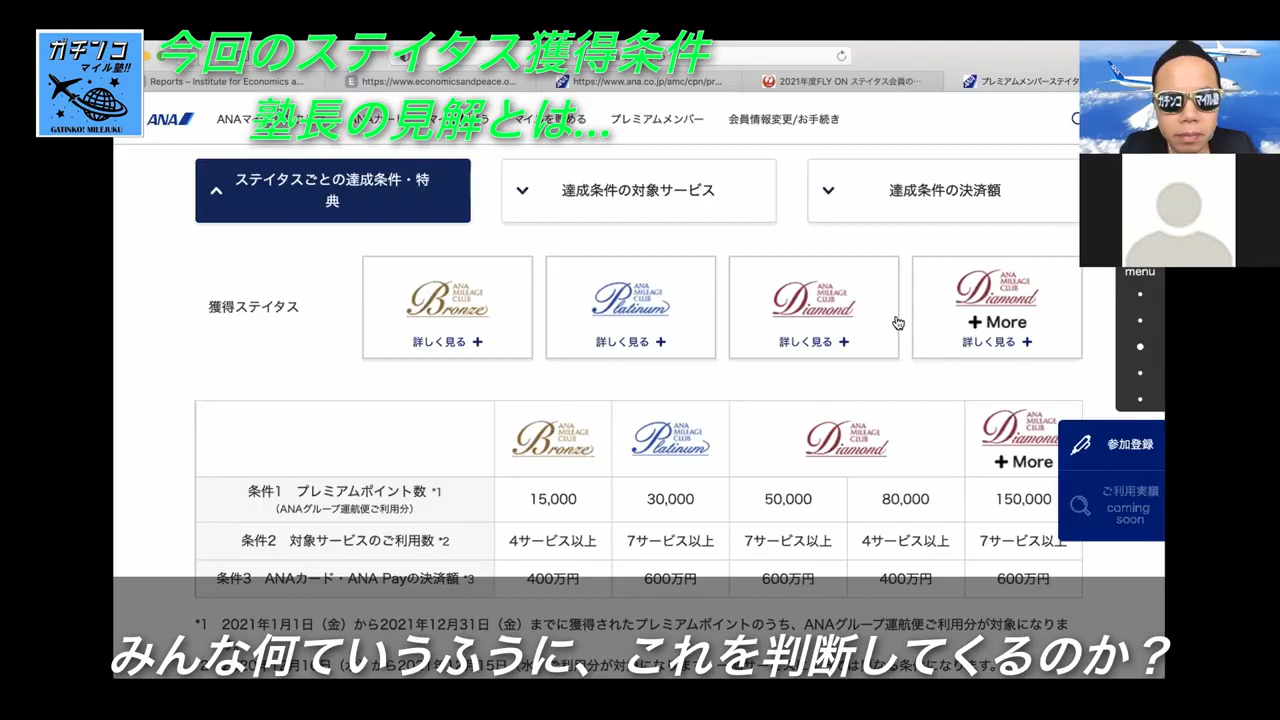 ガチンコ
マイル塾!!
GATINKO! MILEJUKU
今回のステイタス獲得条件
塾長の見解とは...
Reports – Institute for Economics a...
E https://www.economicsandpeace.o...
https://www.ana.co.jp/amc/cpn/pr...
2021年度FLY ON ステイタス会員の…
プレミアムメンバーステイタ
ANA
プレミアムメンバー
会員情報変更/お手続き
ガチンコ マイル塾
ステイタスごとの達成条件・特典
達成条件の対象サービス
達成条件の決済額
menu
獲得ステイタス
ANA MILEAGE CLUB Bronze
詳しく見る +
ANA MILEAGE CLUB Platinum
詳しく見る +
ANA MILEAGE CLUB Diamond
詳しく見る +
ANA MILEAGE CLUB Diamond
+ More
詳しく見る +
参加登録
ご利用実績
coming
soon
ANA MILEAGE CLUB Bronze
ANA MILEAGE CLUB Platinum
ANA MILEAGE CLUB Diamond
ANA MILEAGE CLUB Diamond
+ More
条件1 プレミアムポイント数 *1
(ANAグループ運航便ご利用分)
15,000 30,000 50,000 80,000 150,000
条件2 対象サービスのご利用数 *2
4サービス以上 7サービス以上 7サービス以上 4サービス以上 7サービス以上
条件3 ANAカード・ANA Payの決済額 *3
400万円 600万円 600万円 400万円 600万円
*1 2021年1月1日（金）から2021年12月31日（金）までに獲得されたプレミアムポイントのうち、ANAグループ運航便ご利用分が対象になりま
みんな何ていうふうに、これを判断してくるのか？